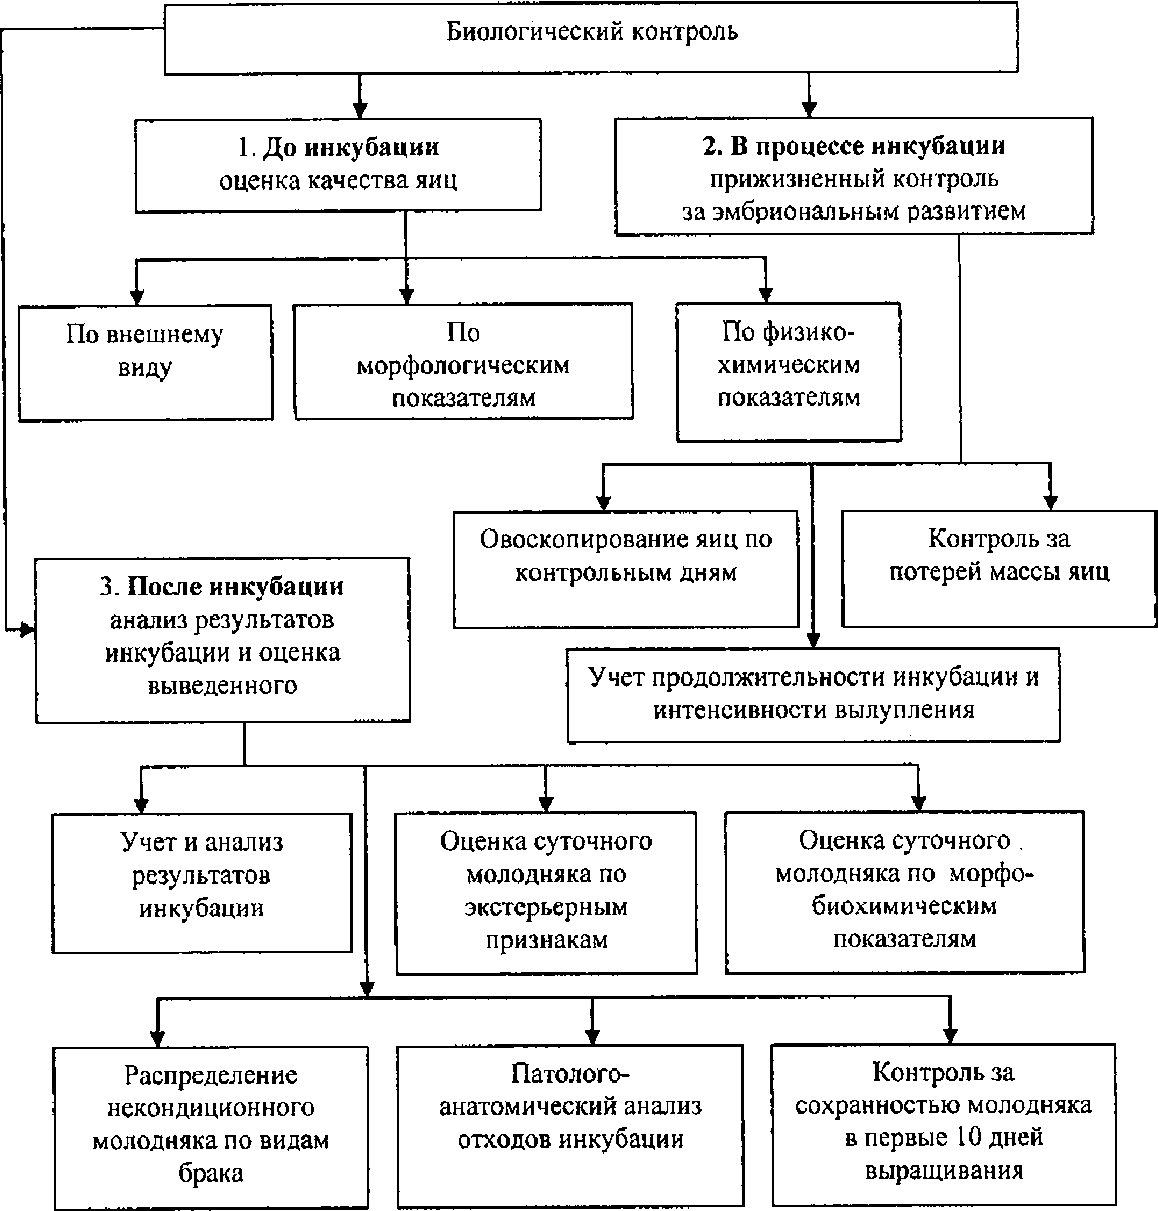 Биологический контроль
1. До инкубации
оценка качества яиц
2. В процессе инкубации
прижизненный контроль
за эмбриональным развитием
По внешнему
виду
По
морфологическим
показателям
По физико-
химическим
показателям
Овоскопирование яиц по
контрольным дням
Контроль за
потерей массы яиц
Учет продолжительности инкубации и
интенсивности вылупления
3. После инкубации
анализ результатов
инкубации и оценка
выведенного
Учет и анализ
результатов
инкубации
Оценка суточного
молодняка по
экстерьерным
признакам
Оценка суточного
молодняка по морфо-
биохимическим
показателям
Распределение
некондиционного
молодняка по видам
брака
Патолого-
анатомический анализ
отходов инкубации
Контроль за
сохранностью молодняка
в первые 10 дней
выращивания